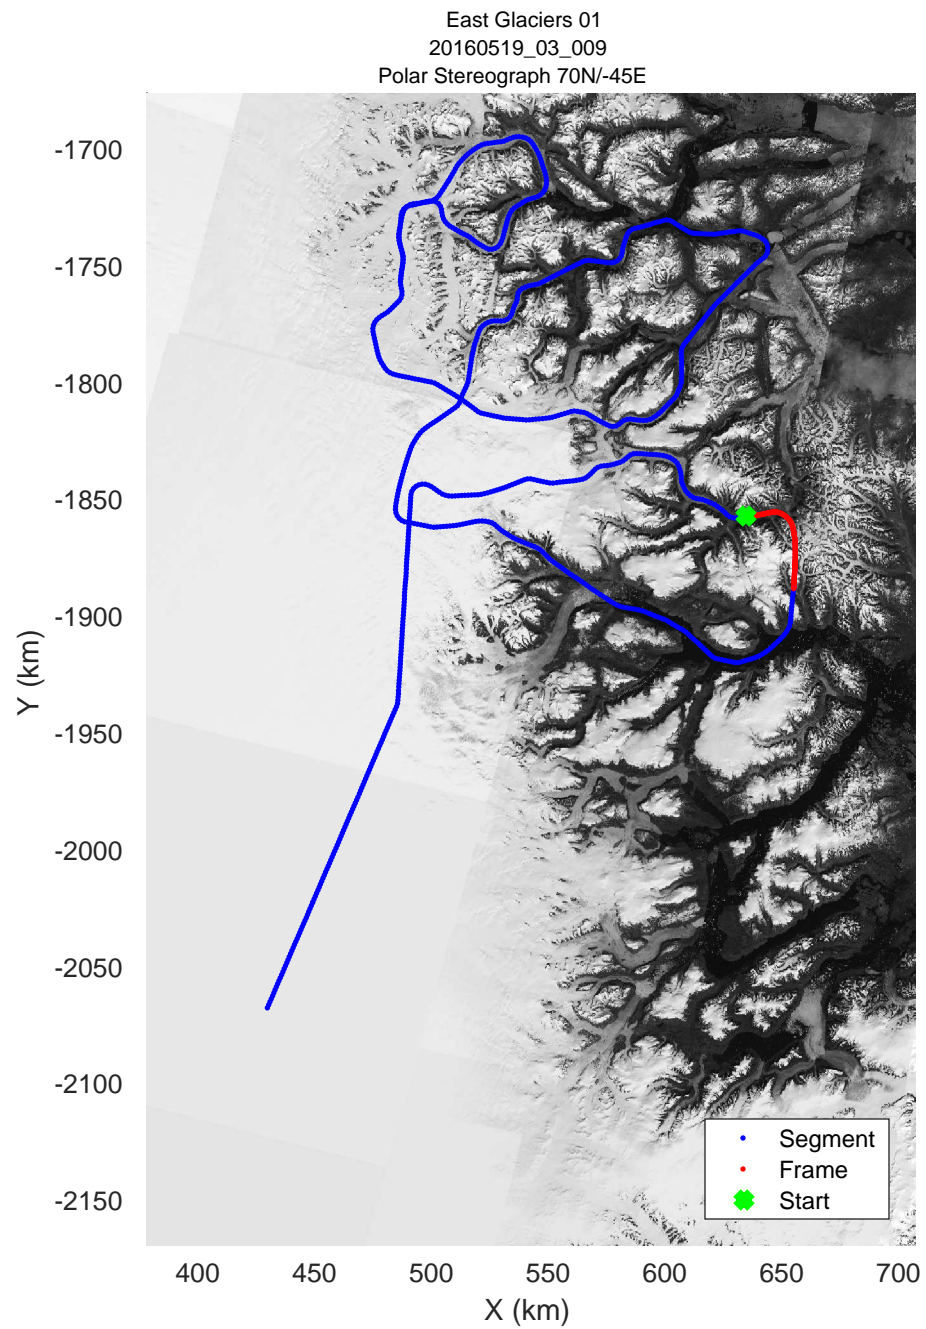 East Glaciers 01
20160519_03_009
Polar Stereograph 70N/-45E
-1700
-1750
-1800
-1850
-1900
-1950
-2000
-2050
-2100
-2150
Y (km)
Segment
Frame
Start
400 450 500 550 600 650 700
X (km)